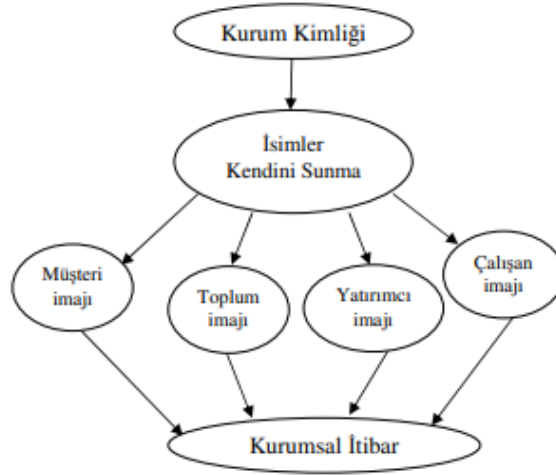 Kurum Kimliği
İsimler
Kendini Sunma
Müşteri
imajı
Toplum
imajı
Yatırımcı
imajı
Çalışan
imajı
Kurumsal İtibar